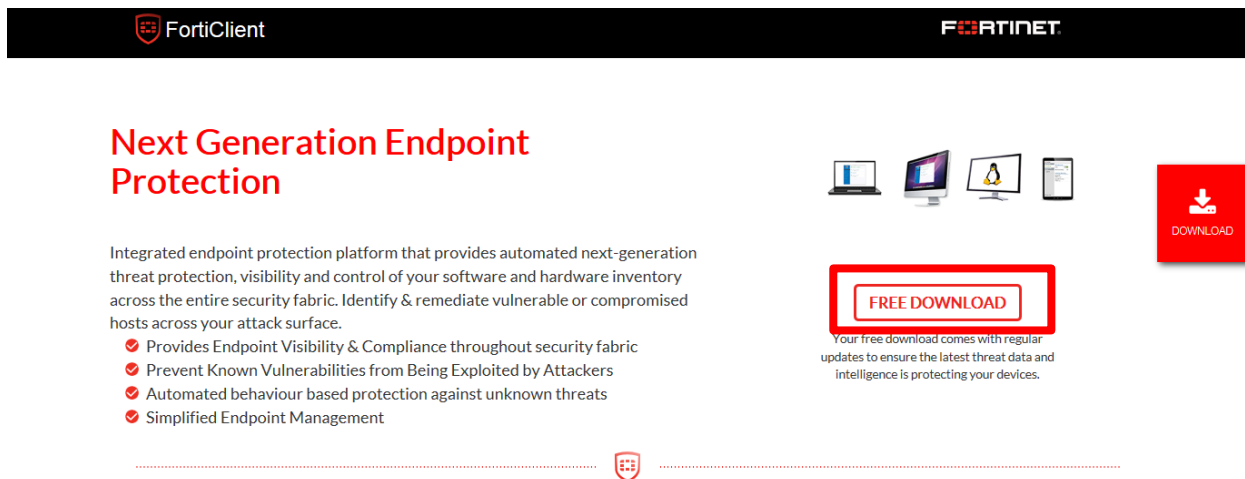 FortiClient
FORTINET
Next Generation Endpoint
Protection
DOWNLOAD
Integrated endpoint protection platform that provides automated next-generation
threat protection, visibility and control of your software and hardware inventory
across the entire security fabric. Identify & remediate vulnerable or compromised
hosts across your attack surface.
Provides Endpoint Visibility & Compliance throughout security fabric
Prevent Known Vulnerabilities from Being Exploited by Attackers
Automated behaviour based protection against unknown threats
Simplified Endpoint Management
FREE DOWNLOAD
Your free download comes with regular
updates to ensure the latest threat data and
intelligence is protecting your devices.